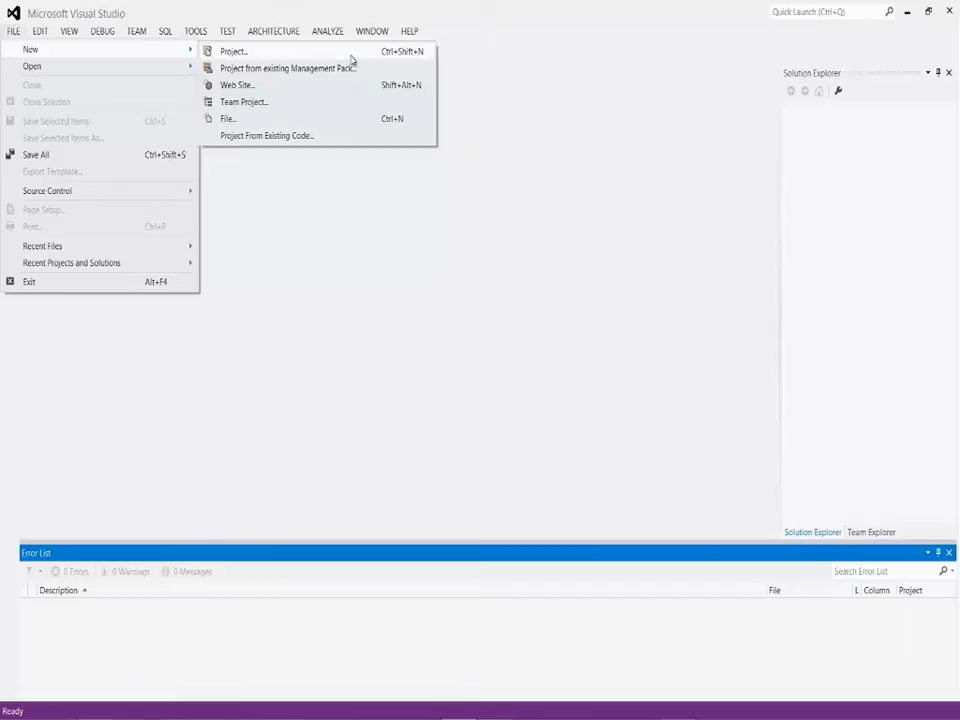 Microsoft Visual Studio
Quick Launch (Ctrl+Q)
FILE EDIT VIEW DEBUG TEAM SQL TOOLS TEST ARCHITECTURE ANALYZE WINDOW HELP
New
Open
Close
Close Solution
Save Selected Items Ctrl+S
Save Selected Items As...
Save All Ctrl+Shift+S
Export Template...
Source Control
Page Setup...
Print... Ctrl+P
Recent Files
Recent Projects and Solutions
Exit Alt+F4
Project... Ctrl+Shift+N
Project from existing Management Pack...
Web Site... Shift+Alt+N
Team Project...
File... Ctrl+N
Project From Existing Code...
Solution Explorer
Solution Explorer Team Explorer
Error List
0 Errors 0 Warnings 0 Messages
Search Error List
Description File L Column Project
Ready